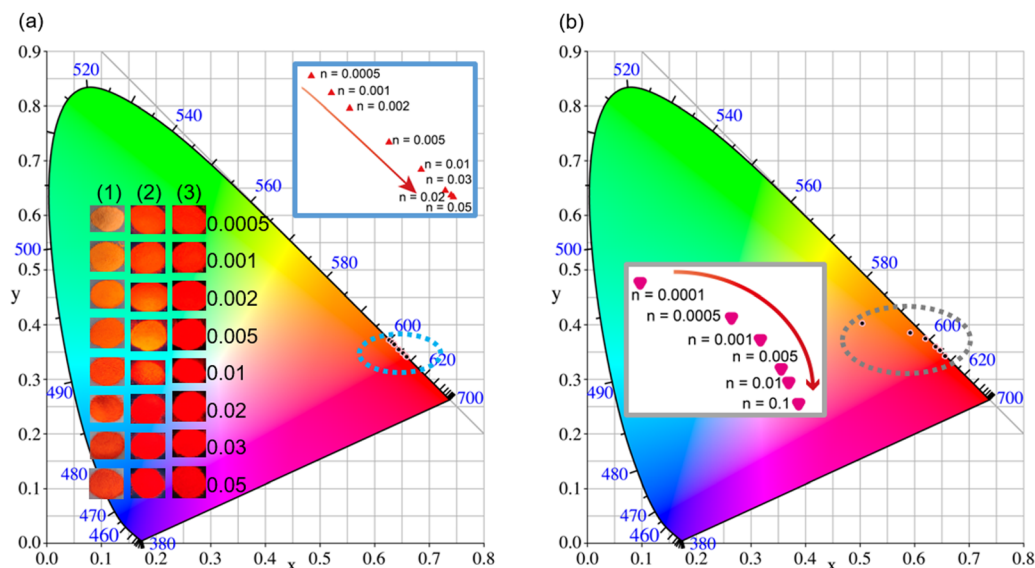 (a)
0.9
0.8
0.7
0.6
0.5
0.4
0.3
0.2
0.1
0.0
y
0.0 0.1 0.2 0.3 0.4 0.5 0.6 0.7 0.8
x
520
540
560
580
600
620
700
500
490
480
470
460
380
(1) (2) (3)
0.0005
0.001
0.002
0.005
0.01
0.02
0.03
0.05
n = 0.0005
n = 0.001
n = 0.002
n = 0.005
n = 0.01
n = 0.03
n = 0.02
n = 0.05
(b)
0.9
0.8
0.7
0.6
0.5
0.4
0.3
0.2
0.1
0.0
y
0.0 0.1 0.2 0.3 0.4 0.5 0.6 0.7 0.8
x
520
540
560
580
600
620
700
500
490
480
470
460
380
n = 0.0001
n = 0.0005
n = 0.001
n = 0.005
n = 0.01
n = 0.1